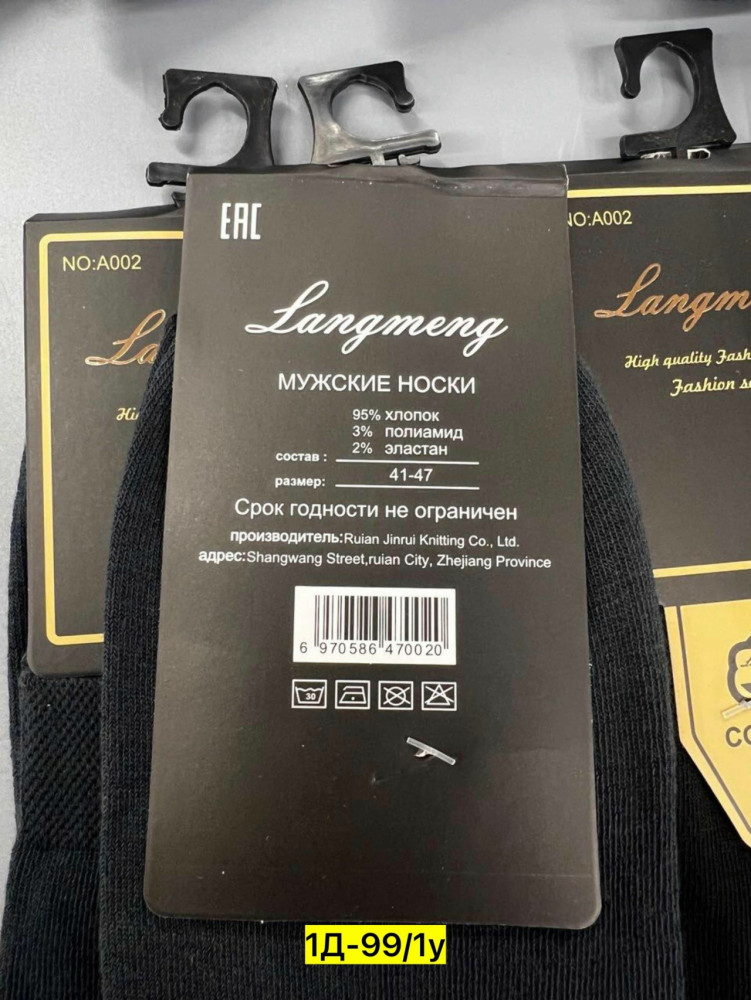 EAC
NO:A002
NO:A002
Langmeng
МУЖСКИЕ НОСКИ
95% хлопок
3% полиамид
2% эластан
состав :
размер: 41-47
Срок годности не ограничен
производитель:Ruian Jinrui Knitting Co., Ltd.
адрес:Shangwang Street,ruian City, Zhejiang Province
6 970586 470020
30
High quality
Fashion
1Д-99/1у